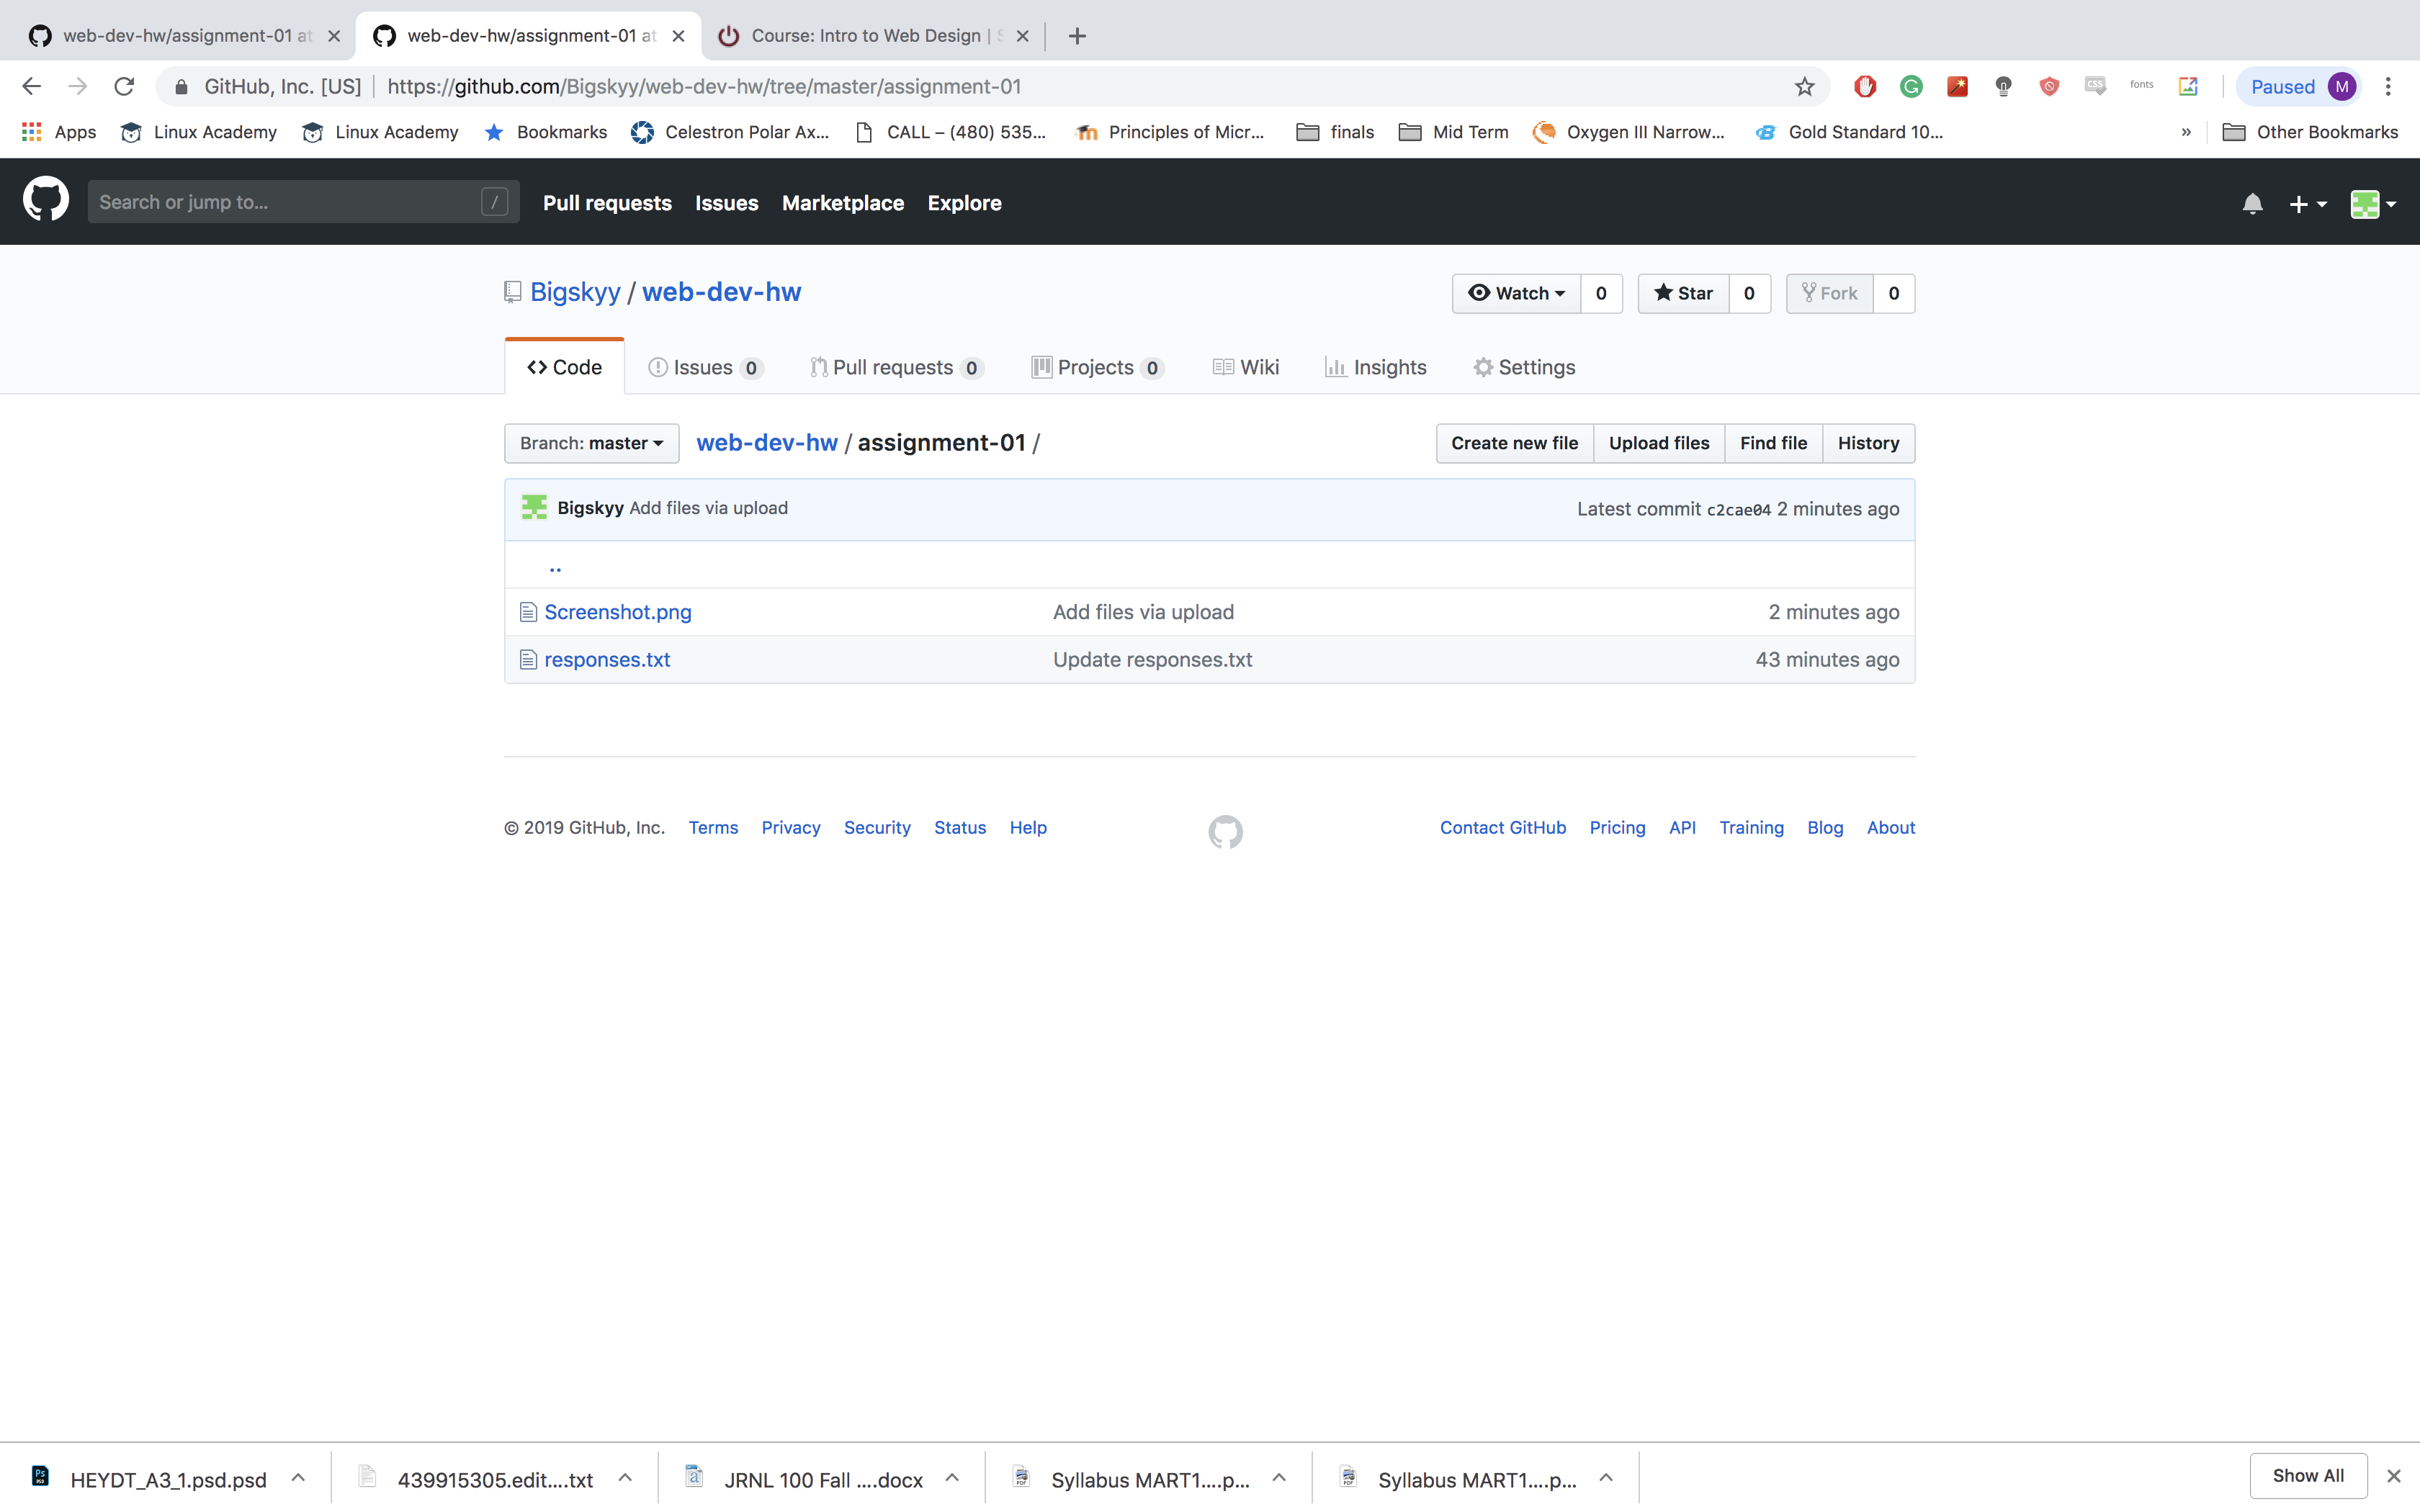 web-dev-hw/assignment-01 at
web-dev-hw/assignment-01 at
Course: Intro to Web Design |
GitHub, Inc. [US] https://github.com/Bigskyy/web-dev-hw/tree/master/assignment-01
css fonts Paused M
Apps Linux Academy Linux Academy Bookmarks Celestron Polar Ax... CALL – (480) 535... Principles of Micr... finals Mid Term Oxygen III Narrow... Gold Standard 10... » Other Bookmarks
Search or jump to... / Pull requests Issues Marketplace Explore
Bigskyy / web-dev-hw Watch 0 Star 0 Fork 0
Code Issues 0 Pull requests 0 Projects 0 Wiki Insights Settings
Branch: master web-dev-hw / assignment-01 / Create new file Upload files Find file History
Bigskyy Add files via upload Latest commit c2cae04 2 minutes ago
..
Screenshot.png Add files via upload 2 minutes ago
responses.txt Update responses.txt 43 minutes ago
© 2019 GitHub, Inc. Terms Privacy Security Status Help Contact GitHub Pricing API Training Blog About
HEYDT_A3_1.psd.psd 439915305.edit....txt JRNL 100 Fall ....docx Syllabus MART1....p... Syllabus MART1....p... Show All